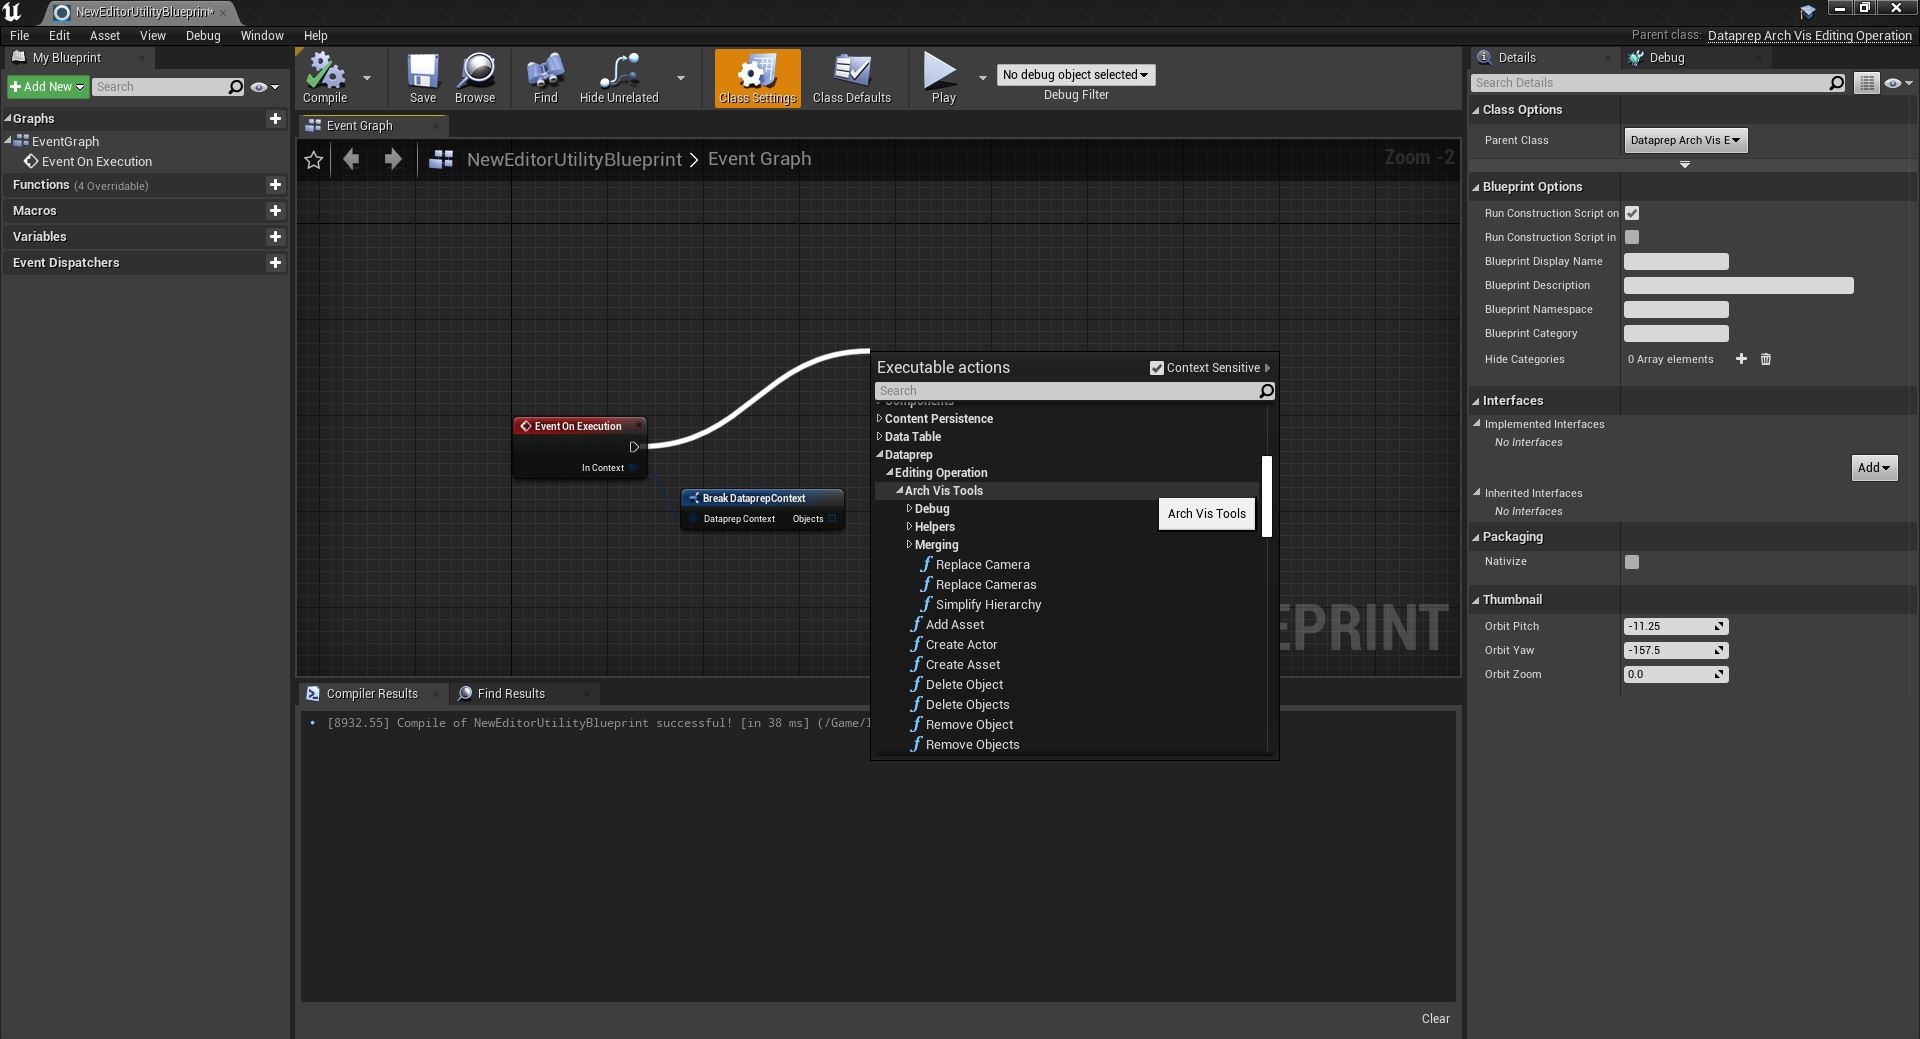 NewEditorUtilityBlueprint*
File Edit Asset View Debug Window Help
Parent class: Dataprep Arch Vis Editing Operation
My Blueprint
Add New
Search
Graphs
EventGraph
Event On Execution
Functions (4 Overridable)
Macros
Variables
Event Dispatchers
Compile
Save
Browse
Find
Hide Unrelated
Class Settings
Class Defaults
Play
No debug object selected
Debug Filter
Event Graph
NewEditorUtilityBlueprint > Event Graph
Zoom -2
Event On Execution
In Context
Break DataprepContext
Dataprep Context Objects
Executable actions
Context Sensitive
Search
Components
Content Persistence
Data Table
Dataprep
Editing Operation
Arch Vis Tools
Debug
Arch Vis Tools
Helpers
Merging
Replace Camera
Replace Cameras
Simplify Hierarchy
Add Asset
Create Actor
Create Asset
Delete Object
Delete Objects
Remove Object
Remove Objects
EPRINT
Compiler Results
Find Results
[8932.55] Compile of NewEditorUtilityBlueprint successful! [in 38 ms] (/Game/
Clear
Details
Debug
Search Details
Class Options
Parent Class Dataprep Arch Vis E
Blueprint Options
Run Construction Script on
Run Construction Script in
Blueprint Display Name
Blueprint Description
Blueprint Namespace
Blueprint Category
Hide Categories 0 Array elements
Interfaces
Implemented Interfaces
No Interfaces
Add
Inherited Interfaces
No Interfaces
Packaging
Nativize
Thumbnail
Orbit Pitch -11.25
Orbit Yaw -157.5
Orbit Zoom 0.0